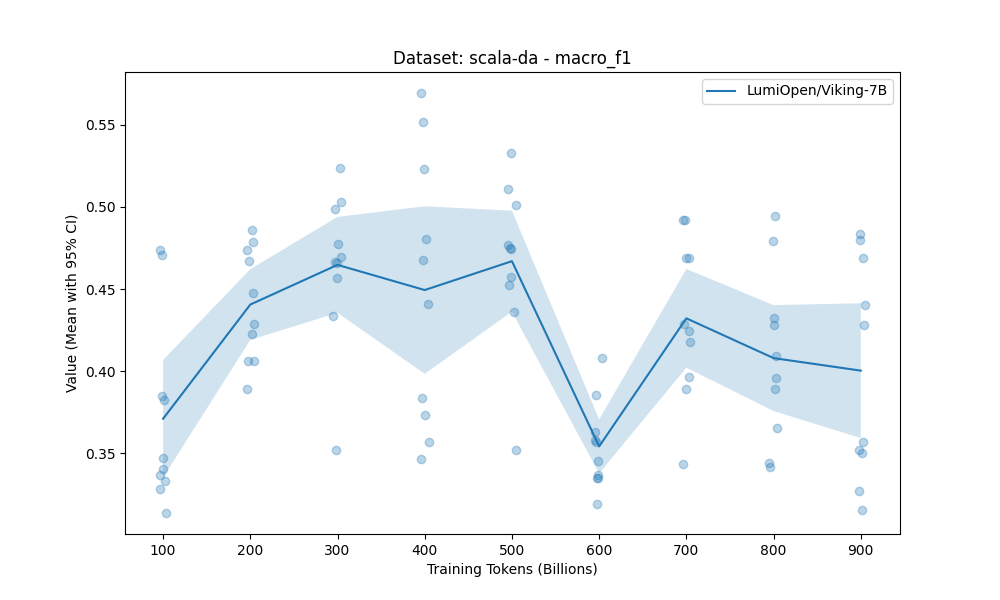 Dataset: scala-da - macro_f1
LumiOpen/Viking-7B
Value (Mean with 95% CI)
0.55
0.50
0.45
0.40
0.35
100 200 300 400 500 600 700 800 900
Training Tokens (Billions)